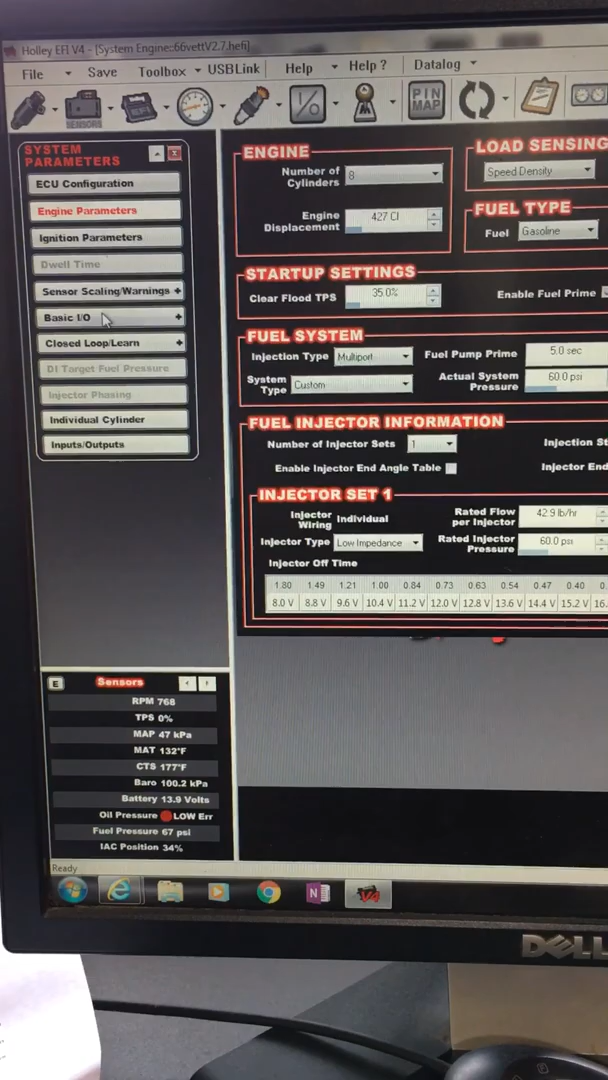 Holley EFI V4 - [System Engine:66vettV2.7.hefi]
File Save Toolbox USBLink Help Help ? Datalog
SENSORS EFI I/O PIN MAP
SYSTEM PARAMETERS
ECU Configuration
Engine Parameters
Ignition Parameters
Dwell Time
Sensor Scaling/Warnings +
Basic I/O +
Closed Loop/Learn +
DI Target Fuel Pressure
Injector Phasing
Individual Cylinder
Inputs/Outputs
ENGINE
Number of Cylinders 8
Engine Displacement 427 CI
LOAD SENSING
Speed Density
FUEL TYPE
Fuel Gasoline
STARTUP SETTINGS
Clear Flood TPS 35.0% Enable Fuel Prime
FUEL SYSTEM
Injection Type Multiport Fuel Pump Prime 5.0 sec
System Type Custom Actual System Pressure 60.0 psi
FUEL INJECTOR INFORMATION
Number of Injector Sets 1 Injection St
Enable Injector End Angle Table Injector End
INJECTOR SET 1
Injector Wiring Individual Rated Flow per Injector 42.9 lb/hr
Injector Type Low Impedance Rated Injector Pressure 60.0 psi
Injector Off Time
1.80 1.49 1.21 1.00 0.84 0.73 0.63 0.54 0.47 0.40 0.
8.0 V 8.8 V 9.6 V 10.4 V 11.2 V 12.0 V 12.8 V 13.6 V 14.4 V 15.2 V 16.
E Sensors
RPM 768
TPS 0%
MAP 47 kPa
MAT 132°F
CTS 177°F
Baro 100.2 kPa
Battery 13.9 Volts
Oil Pressure LOW Err
Fuel Pressure 67 psi
IAC Position 34%
Ready
N V4
DELL